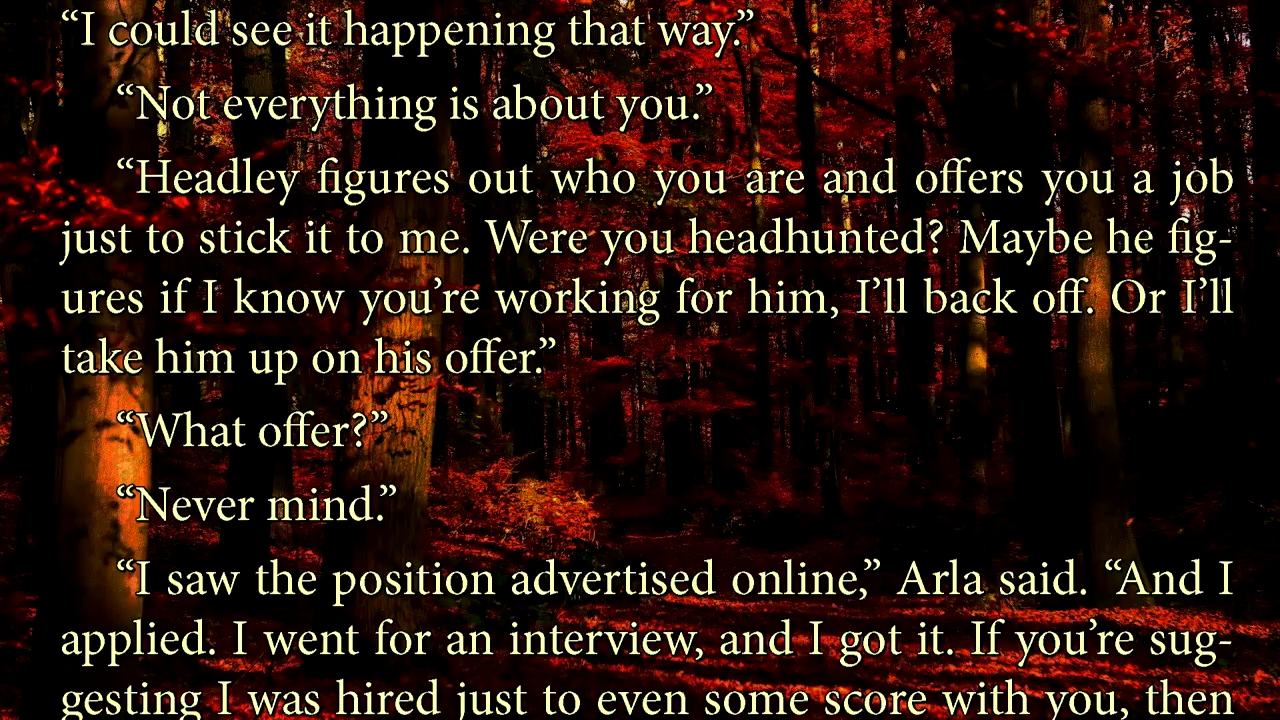 “I could see it happening that way.”
“Not everything is about you.”
“Headley figures out who you are and offers you a job
just to stick it to me. Were you headhunted? Maybe he fig-
ures if I know you’re working for him, I’ll back off. Or I’ll
take him up on his offer.”
“What offer?”
“Never mind.”
“I saw the position advertised online,” Arla said. “And I
applied. I went for an interview, and I got it. If you’re sug-
gesting I was hired just to even some score with you, then